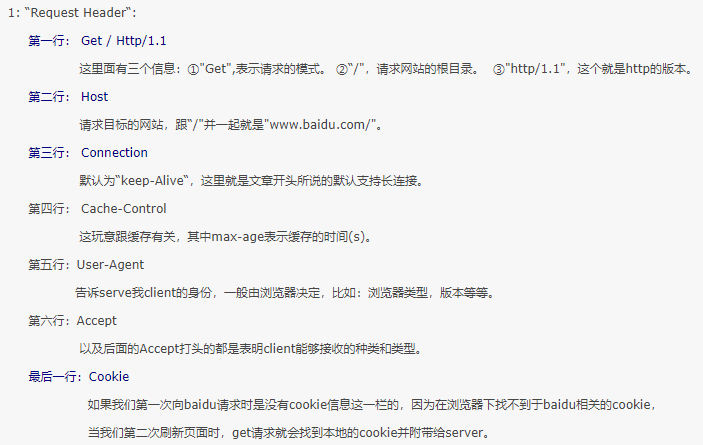 1: “Request Header“:
第一行： Get / Http/1.1
这里面有三个信息：①"Get",表示请求的模式。 ②“/”，请求网站的根目录。 ③"http/1.1"，这个就是http的版本。
第二行： Host
请求目标的网站，跟“/”并一起就是"www.baidu.com/"。
第三行： Connection
默认为“keep-Alive“，这里就是文章开头所说的默认支持长连接。
第四行： Cache-Control
这玩意跟缓存有关，其中max-age表示缓存的时间(s)。
第五行：User-Agent
告诉serve我client的身份，一般由浏览器决定，比如：浏览器类型，版本等等。
第六行：Accept
以及后面的Accept打头的都是表明client能够接收的种类和类型。
最后一行：Cookie
如果我们第一次向baidu请求时是没有cookie信息这一栏的，因为在浏览器下找不到于baidu相关的cookie，
当我们第二次刷新页面时，get请求就会找到本地的cookie并附带给server。